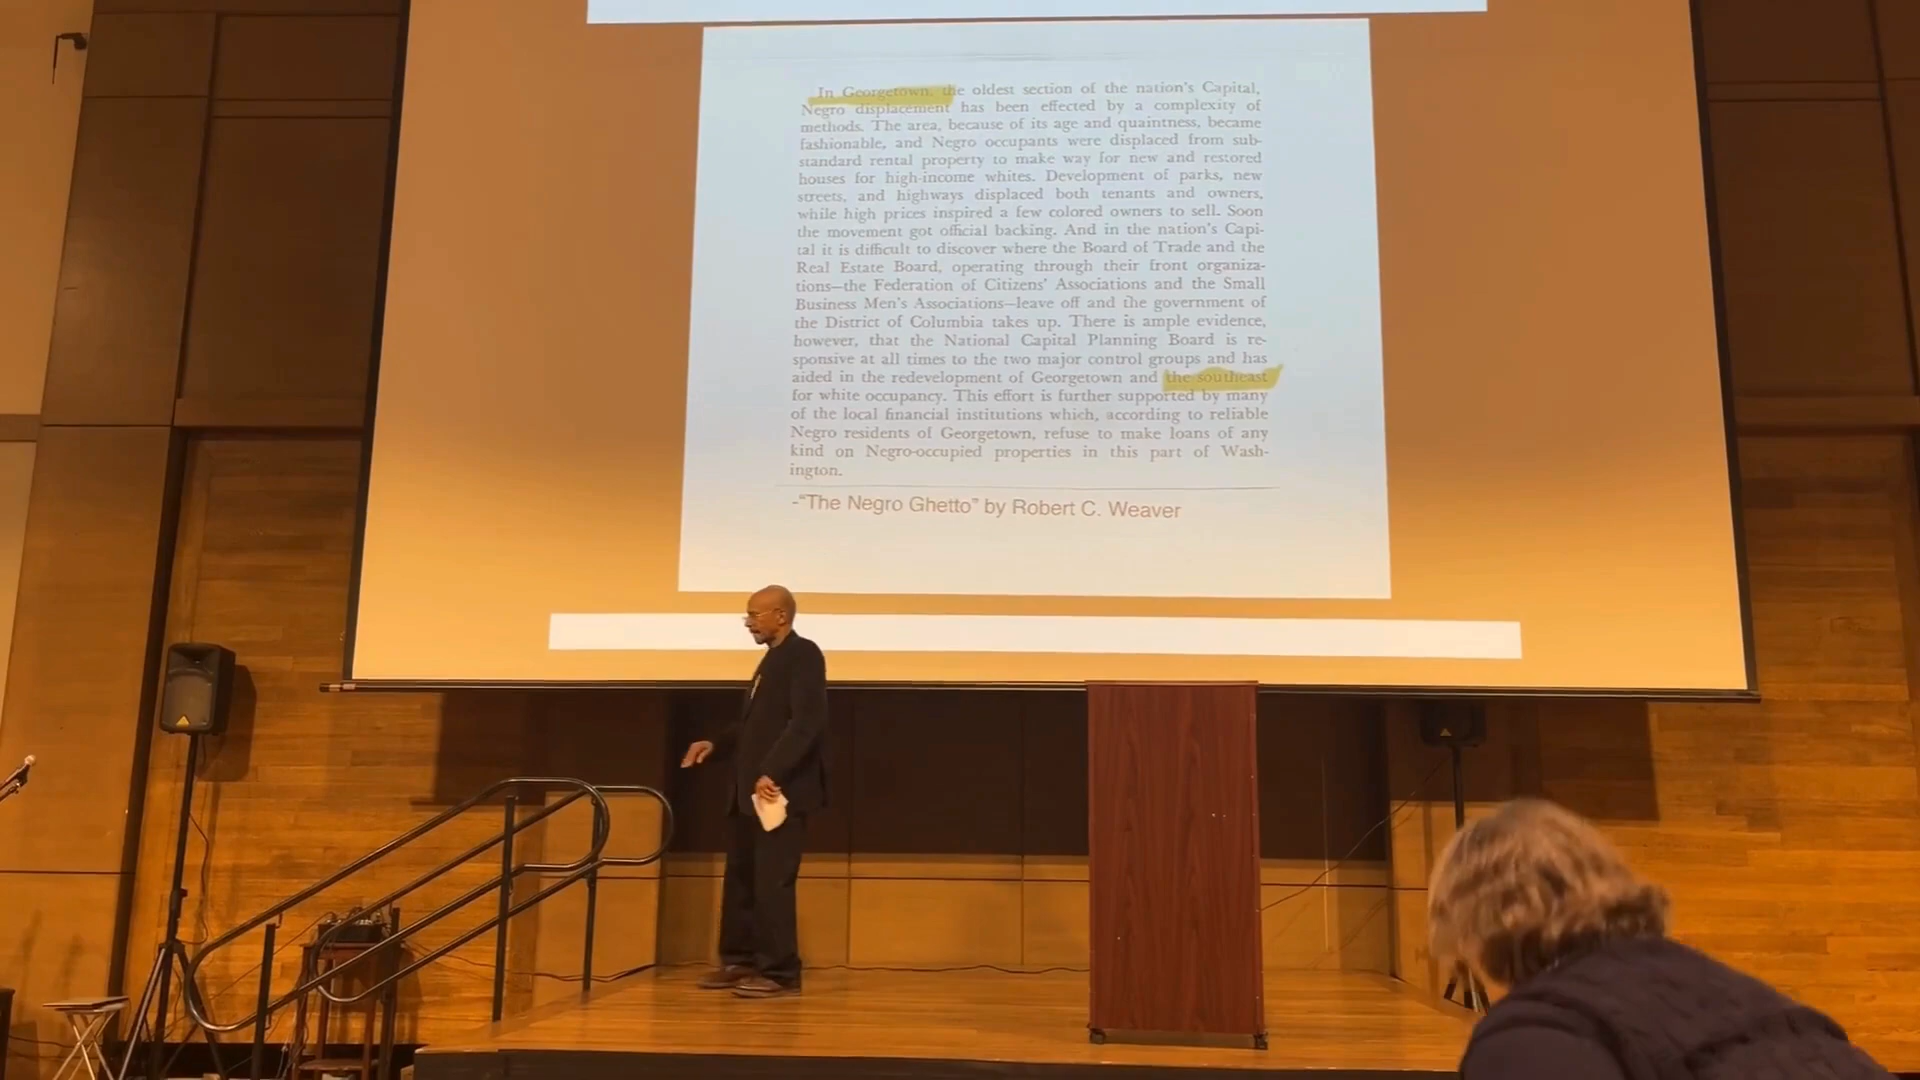 In Georgetown, the oldest section of the nation's Capital,
Negro displacement has been effected by a complexity of
methods. The area, because of its age and quaintness, became
fashionable, and Negro occupants were displaced from sub-
standard rental property to make way for new and restored
houses for high-income whites. Development of parks, new
streets, and highways displaced both tenants and owners,
while high prices inspired a few colored owners to sell. Soon
the movement got official backing. And in the nation's Capi-
tal it is difficult to discover where the Board of Trade and the
Real Estate Board, operating through their front organiza-
tions—the Federation of Citizens' Associations and the Small
Business Men's Associations—leave off and the government of
the District of Columbia takes up. There is ample evidence,
however, that the National Capital Planning Board is re-
sponsive at all times to the two major control groups and has
aided in the redevelopment of Georgetown and the southeast
for white occupancy. This effort is further supported by many
of the local financial institutions which, according to reliable
Negro residents of Georgetown, refuse to make loans of any
kind on Negro-occupied properties in this part of Wash-
ington.
-"The Negro Ghetto" by Robert C. Weaver